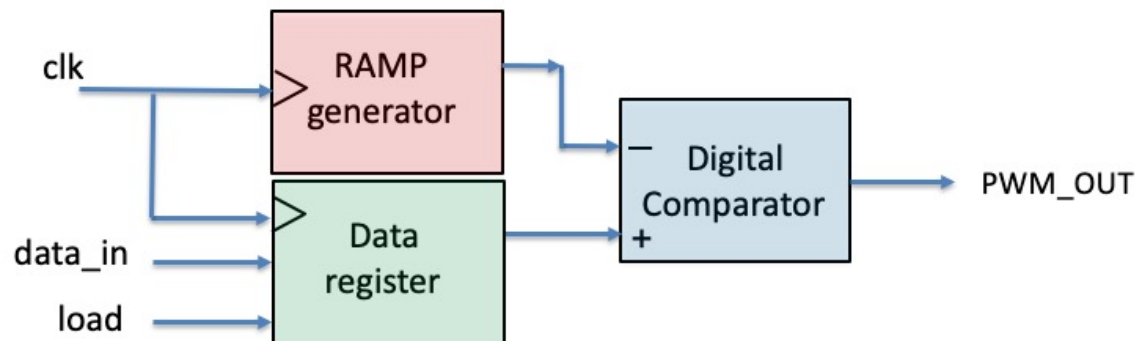 clk
RAMP
generator
data_in
load
Data
register
−
Digital
Comparator
+
PWM_OUT